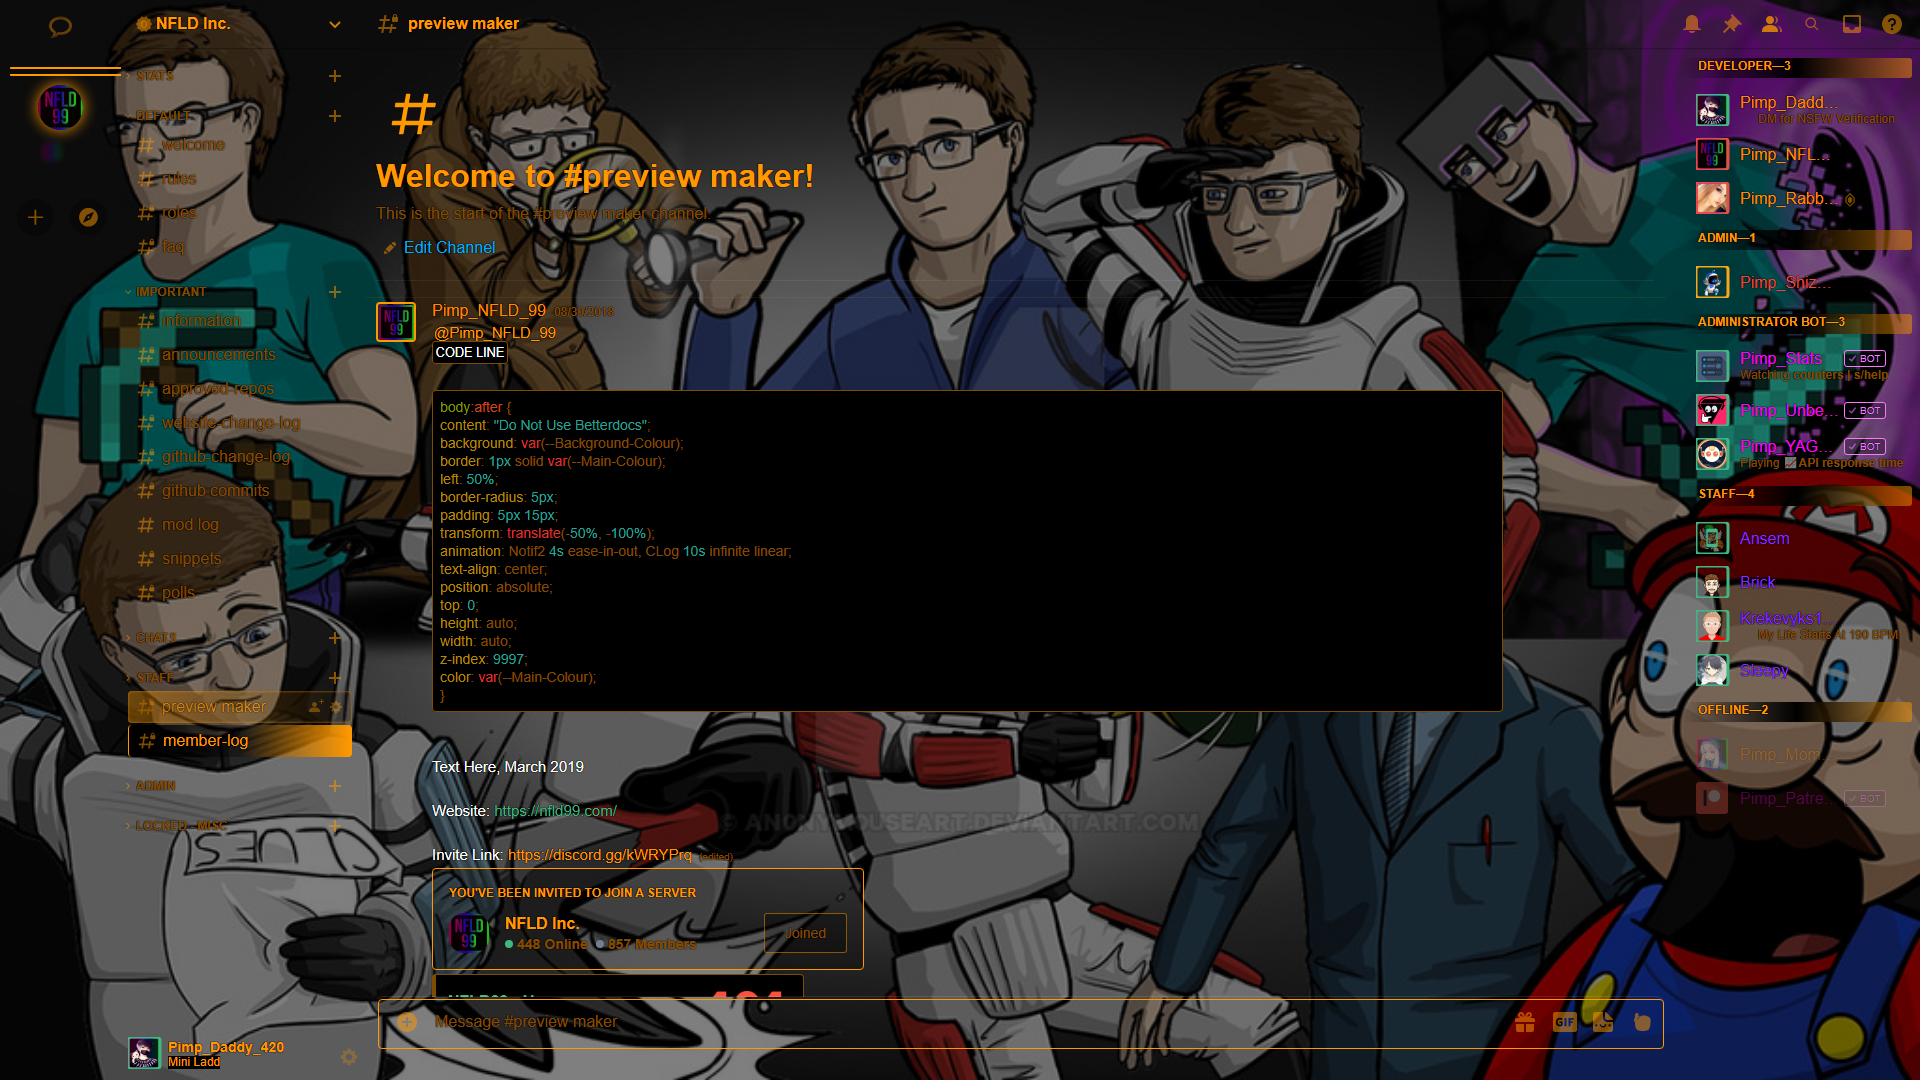 NFLD Inc.
STATS
DEFAULT
welcome
rules
roles
faq
IMPORTANT
information
announcements
approved-repos
website-change-log
github-change-log
github-commits
mod log
snippets
polls
CHATS
STAFF
preview maker
member-log
ADMIN
LOCKED - MISC
Pimp_Daddy_420
Mini Ladd
NFLD
99
preview maker
#
Welcome to #preview maker!
This is the start of the #preview maker channel.
Edit Channel
Pimp_NFLD_99 08/30/2018
@Pimp_NFLD_99
CODE LINE
body:after {
content: "Do Not Use Betterdocs";
background: var(--Background-Colour);
border: 1px solid var(--Main-Colour);
left: 50%;
border-radius: 5px;
padding: 5px 15px;
transform: translate(-50%, -100%);
animation: Notif2 4s ease-in-out, CLog 10s infinite linear;
text-align: center;
position: absolute;
top: 0;
height: auto;
width: auto;
z-index: 9997;
color: var(--Main-Colour);
}
Text Here, March 2019
Website: https://nfld99.com/
Invite Link: https://discord.gg/kWRYPrq (edited)
YOU'VE BEEN INVITED TO JOIN A SERVER
NFLD
99
NFLD Inc.
448 Online 857 Members
Joined
© ANONYMOUSEART.DEVIANTART.COM
Message #preview maker
GIF
DEVELOPER—3
Pimp_Dadd...
DM for NSFW Verification
Pimp_NFL...
Pimp_Rabb...
ADMIN—1
Pimp_Shiz...
ADMINISTRATOR BOT—3
Pimp_Stats BOT
Watching counters | s/help
Pimp_Unbe... BOT
Pimp_YAG... BOT
Playing API response time
STAFF—4
Ansem
Brick
Krekevyks1...
My Life Starts At 190 BPM
Sleepy
OFFLINE—2
Pimp_Mom...
Pimp_Patre... BOT